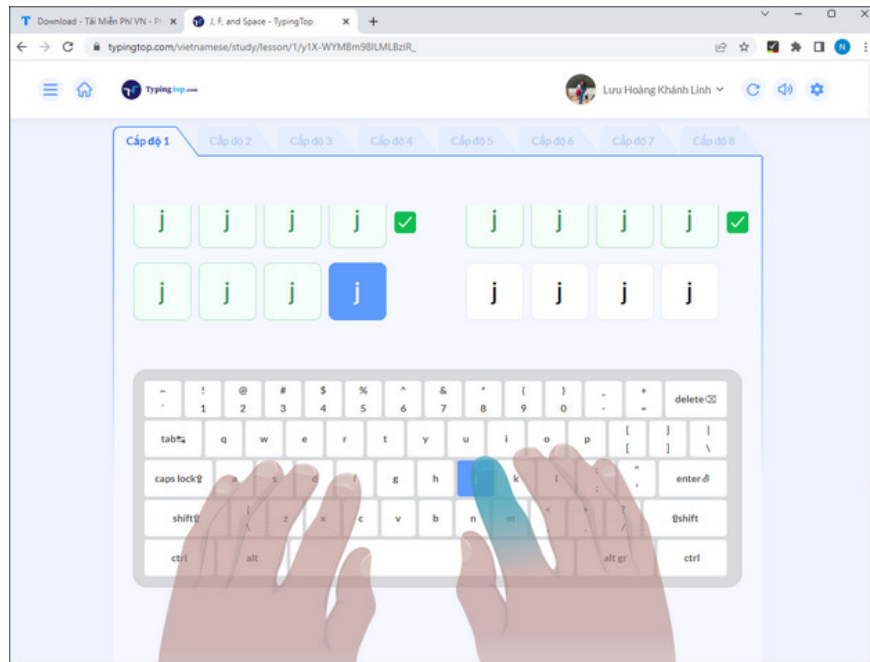 Download - Tải Miễn Phí VN - Ph
J, F, and Space - TypingTop
typingtop.com/vietnamese/study/lesson/1/y1X-WYMBm98ILMLBzIR_
N
Typing top.com
Lưu Hoàng Khánh Linh
Cấp độ 1 Cấp độ 2 Cấp độ 3 Cấp độ 4 Cấp độ 5 Cấp độ 6 Cấp độ 7 Cấp độ 8
j j j j j j j j
j j j j j j j j
~ ! @ # $ % ^ & * ( ) _ +
` 1 2 3 4 5 6 7 8 9 0 - =
delete
tab q w e r t y u i o p { } |
[ ] \
caps lock a s d f g h j k l : "
; '
enter
shift | \ z x c v b n m < > ?
, . /
shift
ctrl alt alt gr ctrl